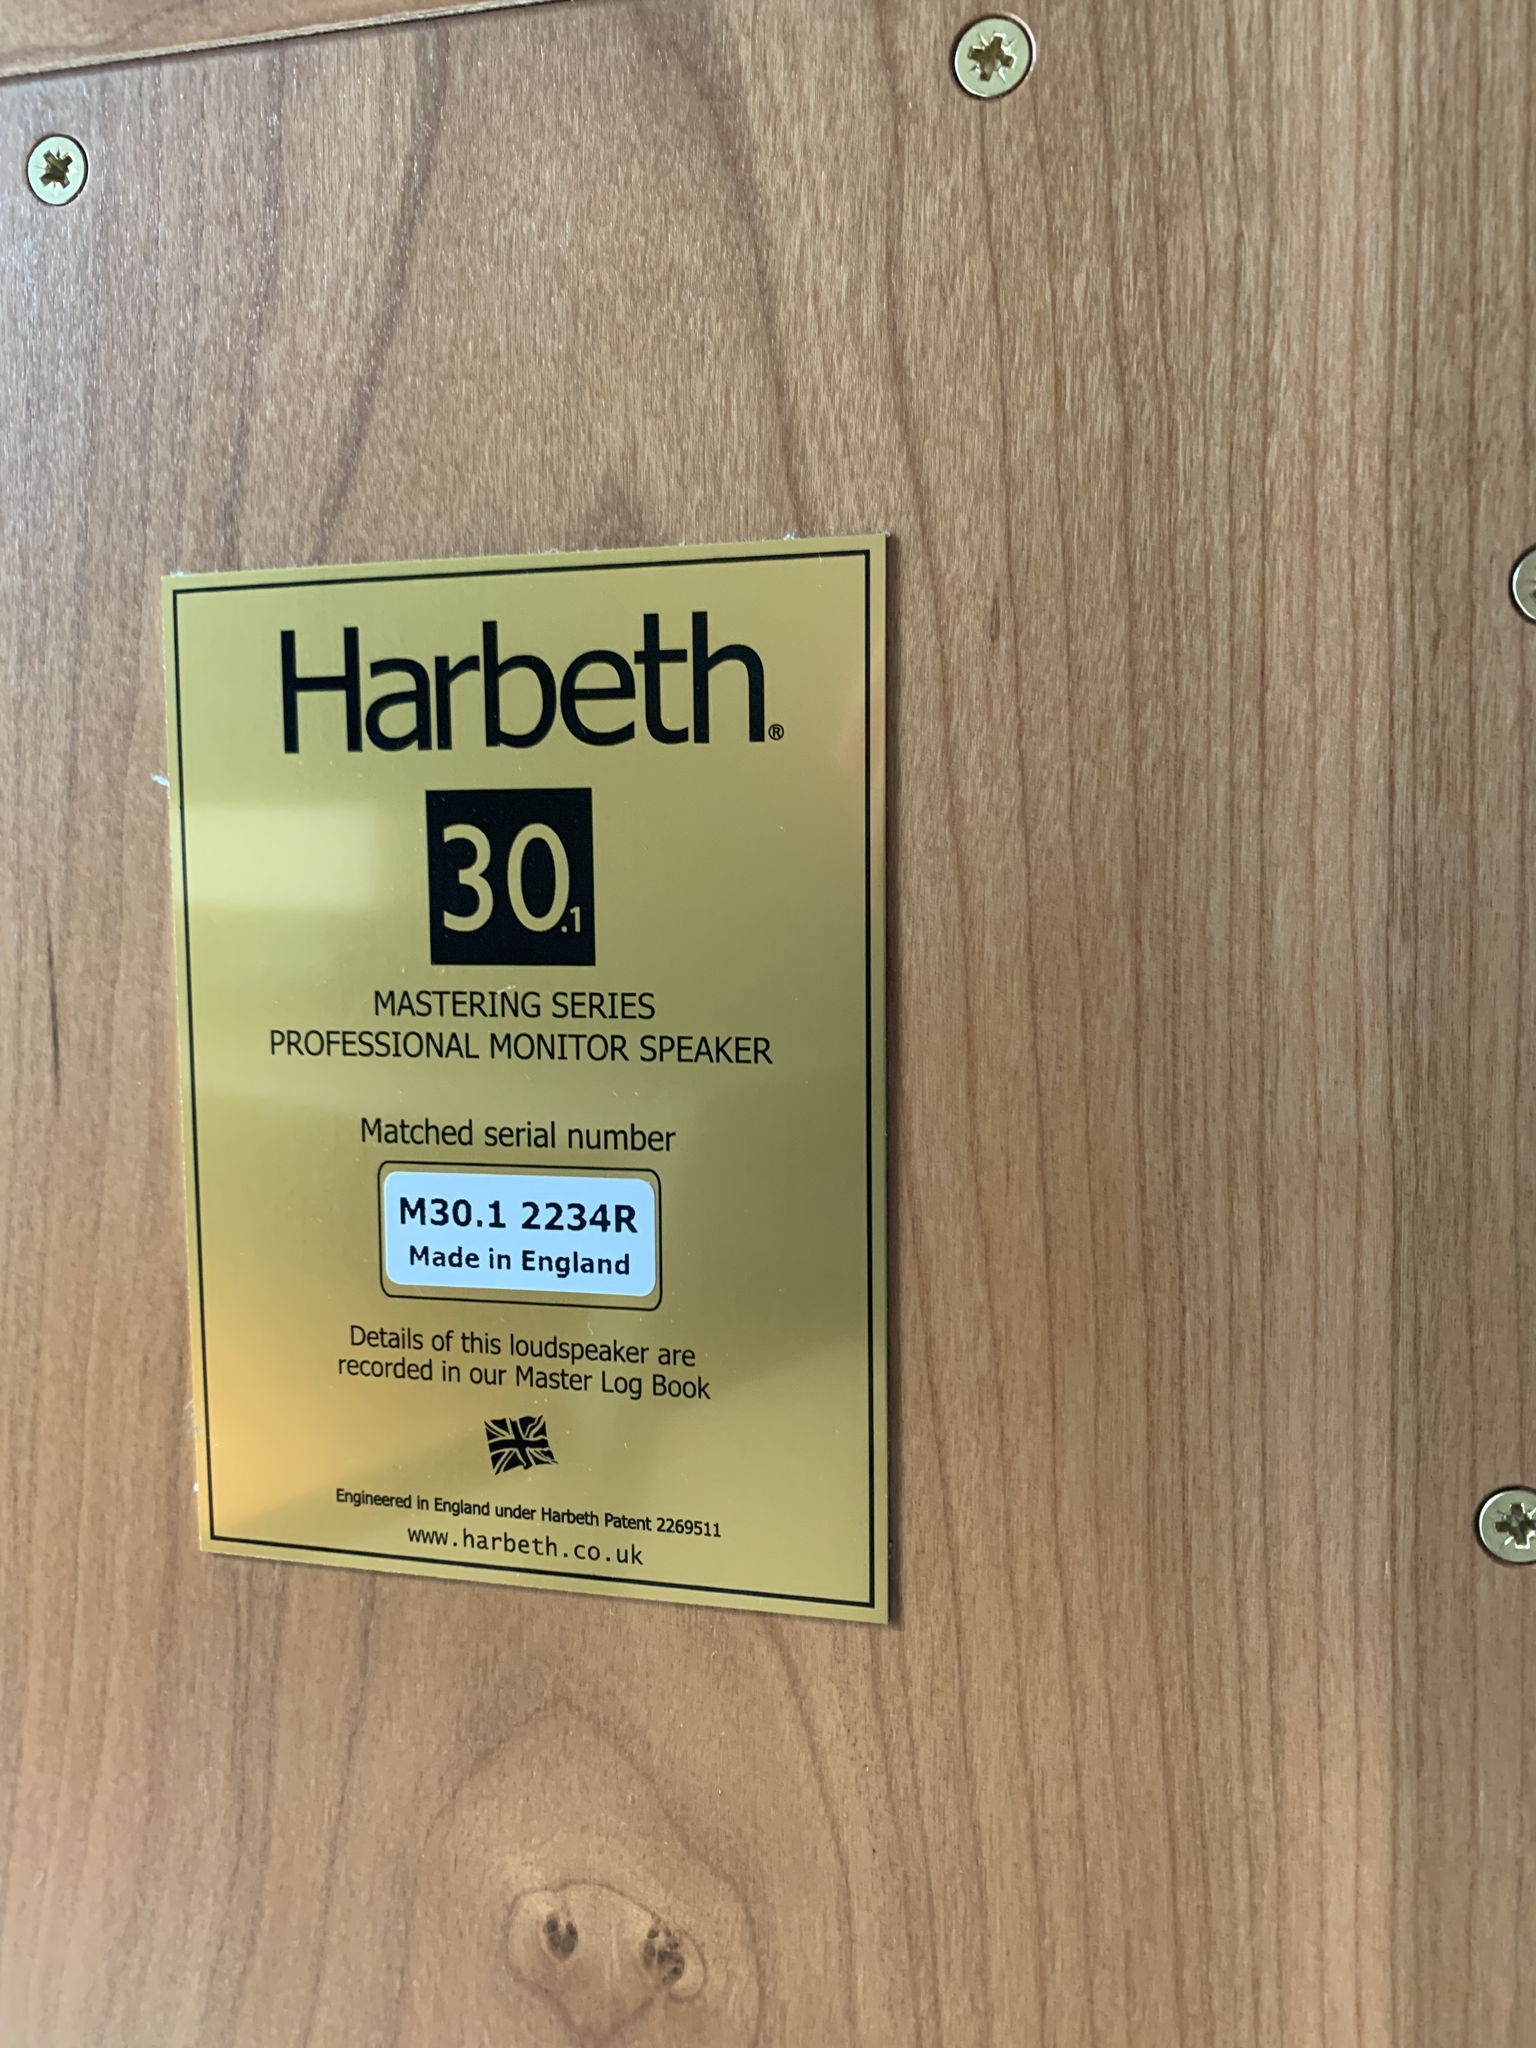 Harbeth®
30.1
MASTERING SERIES
PROFESSIONAL MONITOR SPEAKER
Matched serial number
M30.1 2234R
Made in England
Details of this loudspeaker are
recorded in our Master Log Book
Engineered in England under Harbeth Patent 2269511
www.harbeth.co.uk